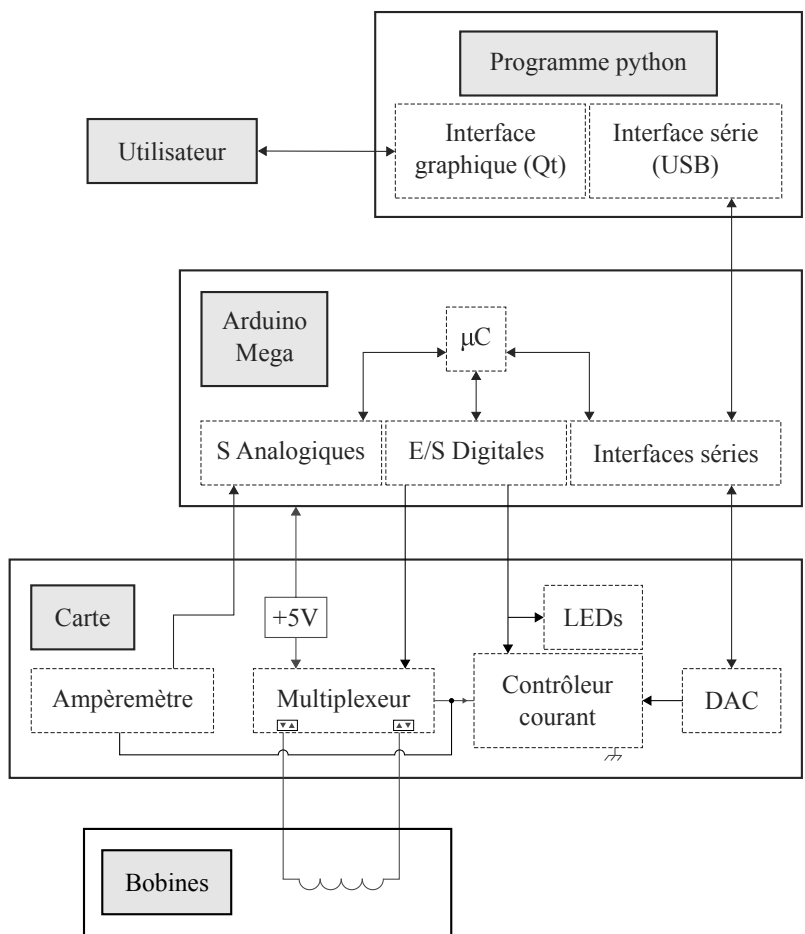 Programme python
Interface
graphique (Qt)
Interface série
(USB)
Utilisateur
Arduino
Mega
μC
S Analogiques
E/S Digitales
Interfaces séries
Carte
+5V
LEDs
Ampèremètre
Multiplexeur
Contrôleur
courant
DAC
Bobines